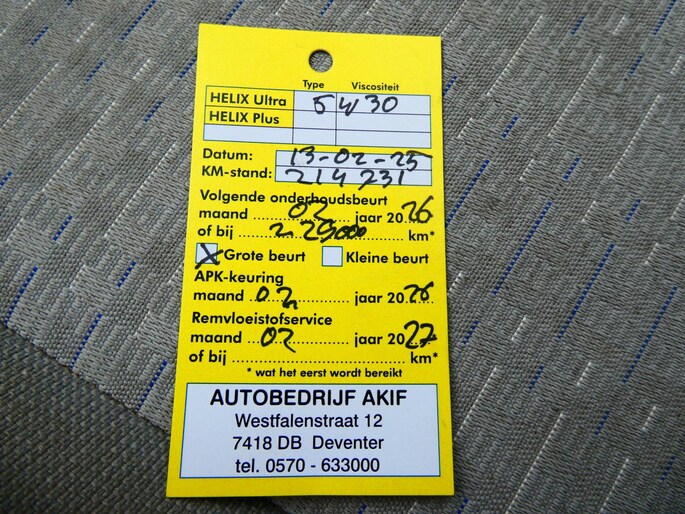 Type Viscositeit
HELIX Ultra 5W30
HELIX Plus
Datum: 13-02-25
KM-stand: 214731
Volgende onderhoudsbeurt
maand 02 jaar 2026
of bij 229000 km*
Grote beurt Kleine beurt
APK-keuring
maand 02 jaar 2026
Remvloeistofservice
maand 02 jaar 2027
of bij km*
* wat het eerst wordt bereikt
AUTOBEDRIJF AKIF
Westfalenstraat 12
7418 DB Deventer
tel. 0570 - 633000